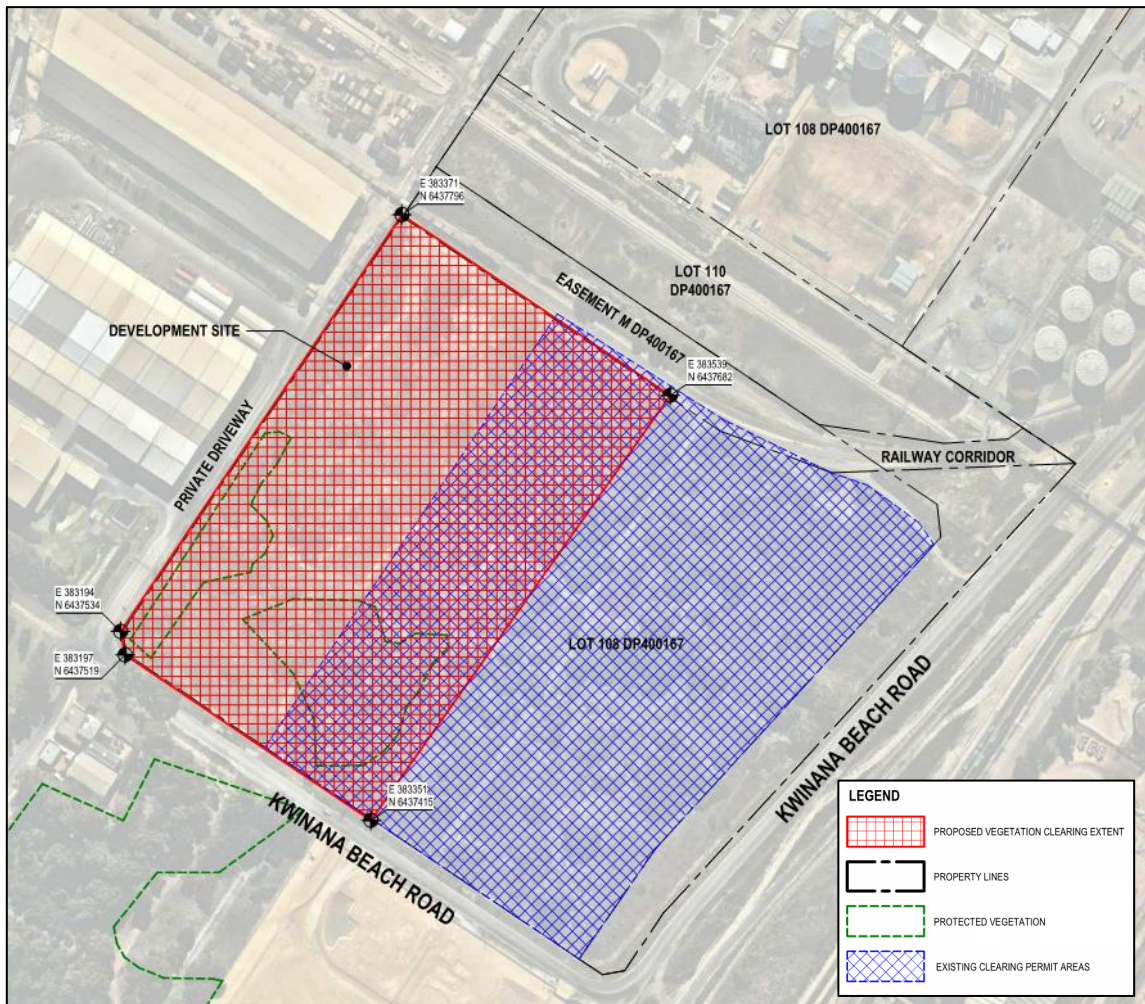 LOT 108 DP400167
E 383371
N 6437796
LOT 110
DP400167
EASEMENT M DP400167
DEVELOPMENT SITE
E 383539
N 6437682
PRIVATE DRIVEWAY
RAILWAY CORRIDOR
E 383194
N 6437534
LOT 108 DP400167
E 383197
N 6437519
KWINANA BEACH ROAD
E 383351
N 6437415
KWINANA BEACH ROAD
LEGEND
PROPOSED VEGETATION CLEARING EXTENT
PROPERTY LINES
PROTECTED VEGETATION
EXISTING CLEARING PERMIT AREAS